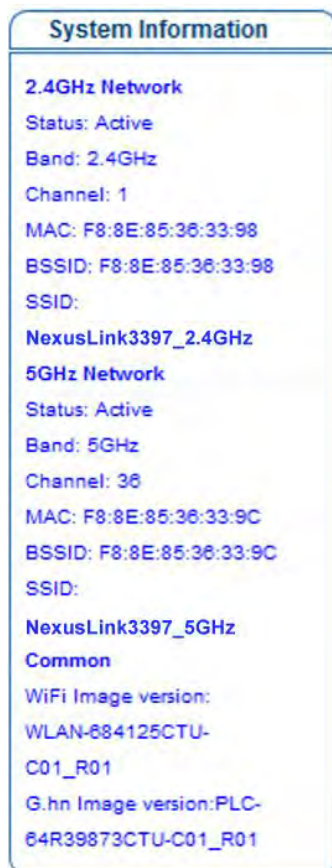 System Information
2.4GHz Network
Status: Active
Band: 2.4GHz
Channel: 1
MAC: F8:8E:85:36:33:98
BSSID: F8:8E:85:36:33:98
SSID:
NexusLink3397_2.4GHz
5GHz Network
Status: Active
Band: 5GHz
Channel: 36
MAC: F8:8E:85:36:33:9C
BSSID: F8:8E:85:36:33:9C
SSID:
NexusLink3397_5GHz
Common
WiFi Image version:
WLAN-684125CTU-
C01_R01
G.hn Image version:PLC-
64R39873CTU-C01_R01